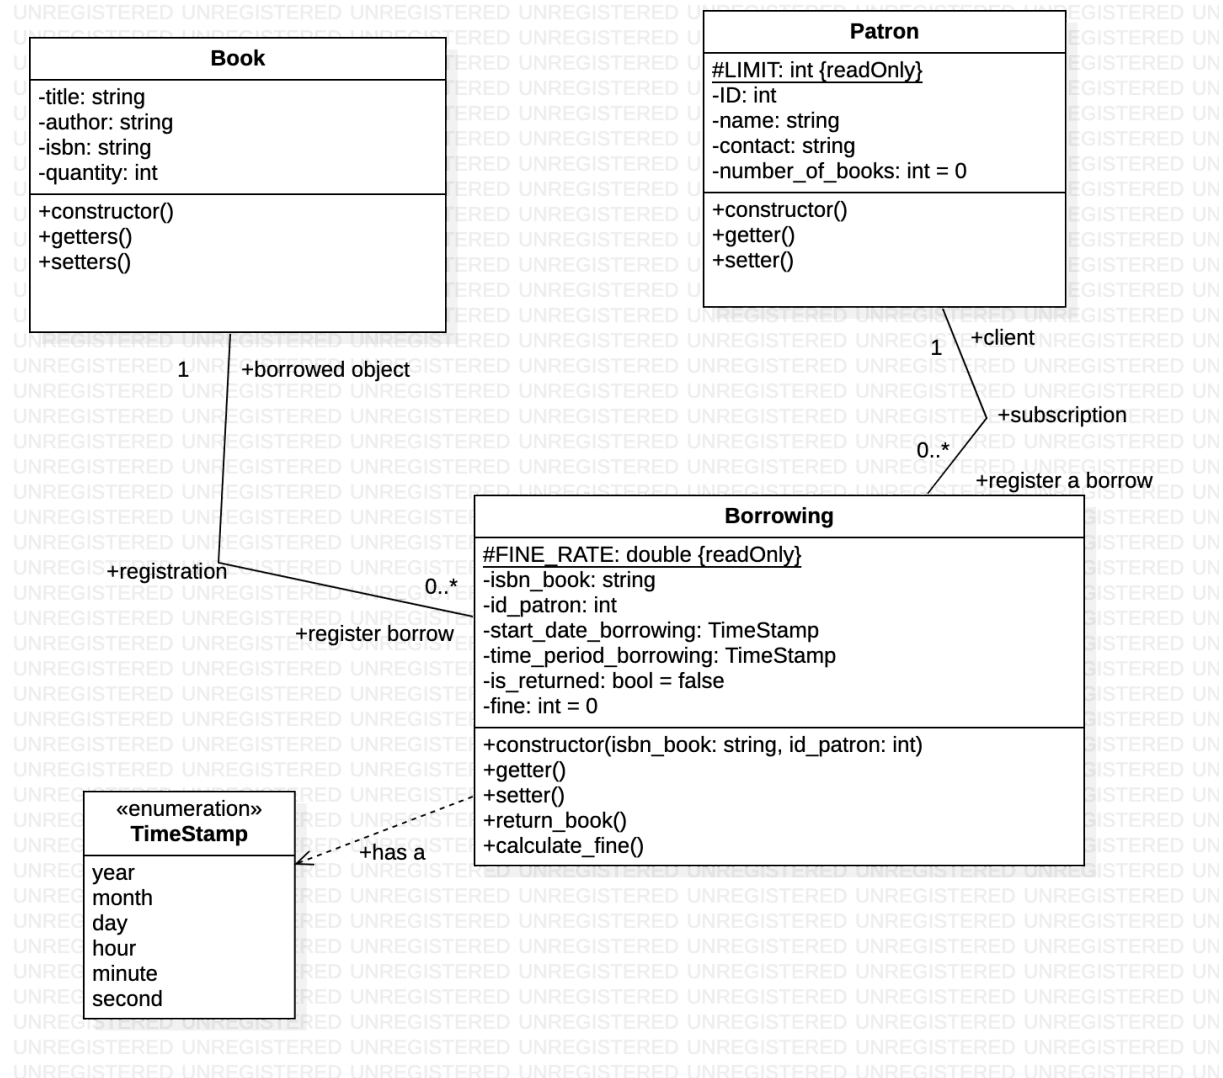 Book
-title: string
-author: string
-isbn: string
-quantity: int
+constructor()
+getters()
+setters()
Patron
#LIMIT: int {readOnly}
-ID: int
-name: string
-contact: string
-number_of_books: int = 0
+constructor()
+getter()
+setter()
1
+borrowed object
+registration
0..*
+register borrow
+client
1
+subscription
0..*
+register a borrow
Borrowing
#FINE_RATE: double {readOnly}
-isbn_book: string
-id_patron: int
-start_date_borrowing: TimeStamp
-time_period_borrowing: TimeStamp
-is_returned: bool = false
-fine: int = 0
+constructor(isbn_book: string, id_patron: int)
+getter()
+setter()
+return_book()
+calculate_fine()
+has a
«enumeration»
TimeStamp
year
month
day
hour
minute
second
UNREGISTERED